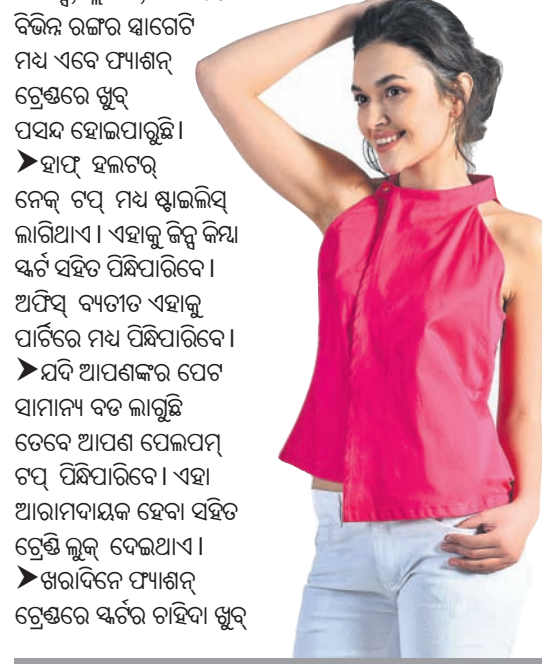 ବିଭିନ୍ନ ରଙ୍ଗର ସ୍ପାଗେଟି
ମଧ୍ୟ ଏବେ ଫ୍ୟାଶନ୍
ଟ୍ରେଣ୍ଡରେ ଖୁବ୍
ପସନ୍ଦ ହୋଇପାରୁଛି।
➤ହାଫ୍ ହଲଟର୍
ନେକ୍ ଟପ୍ ମଧ୍ୟ ଷ୍ଟାଇଲିସ୍
ଲାଗିଥାଏ। ଏହାକୁ ଜିନ୍ସ କିମ୍ବା
ସ୍କର୍ଟ ସହିତ ପିନ୍ଧିପାରିବେ।
ଅଫିସ୍ ବ୍ୟତୀତ ଏହାକୁ
ପାର୍ଟିରେ ମଧ୍ୟ ପିନ୍ଧିପାରିବେ।
➤ଯଦି ଆପଣଙ୍କର ପେଟ
ସାମାନ୍ୟ ବଡ ଲାଗୁଛି
ତେବେ ଆପଣ ପେଲପମ୍
ଟପ୍ ପିନ୍ଧିପାରିବେ। ଏହା
ଆରାମଦାୟକ ହେବା ସହିତ
ଟ୍ରେଣ୍ଡି ଲୁକ୍ ଦେଇଥାଏ।
➤ଖରାଦିନେ ଫ୍ୟାଶନ୍
ଟ୍ରେଣ୍ଡରେ ସ୍କର୍ଟର ଚାହିଦା ଖୁବ୍